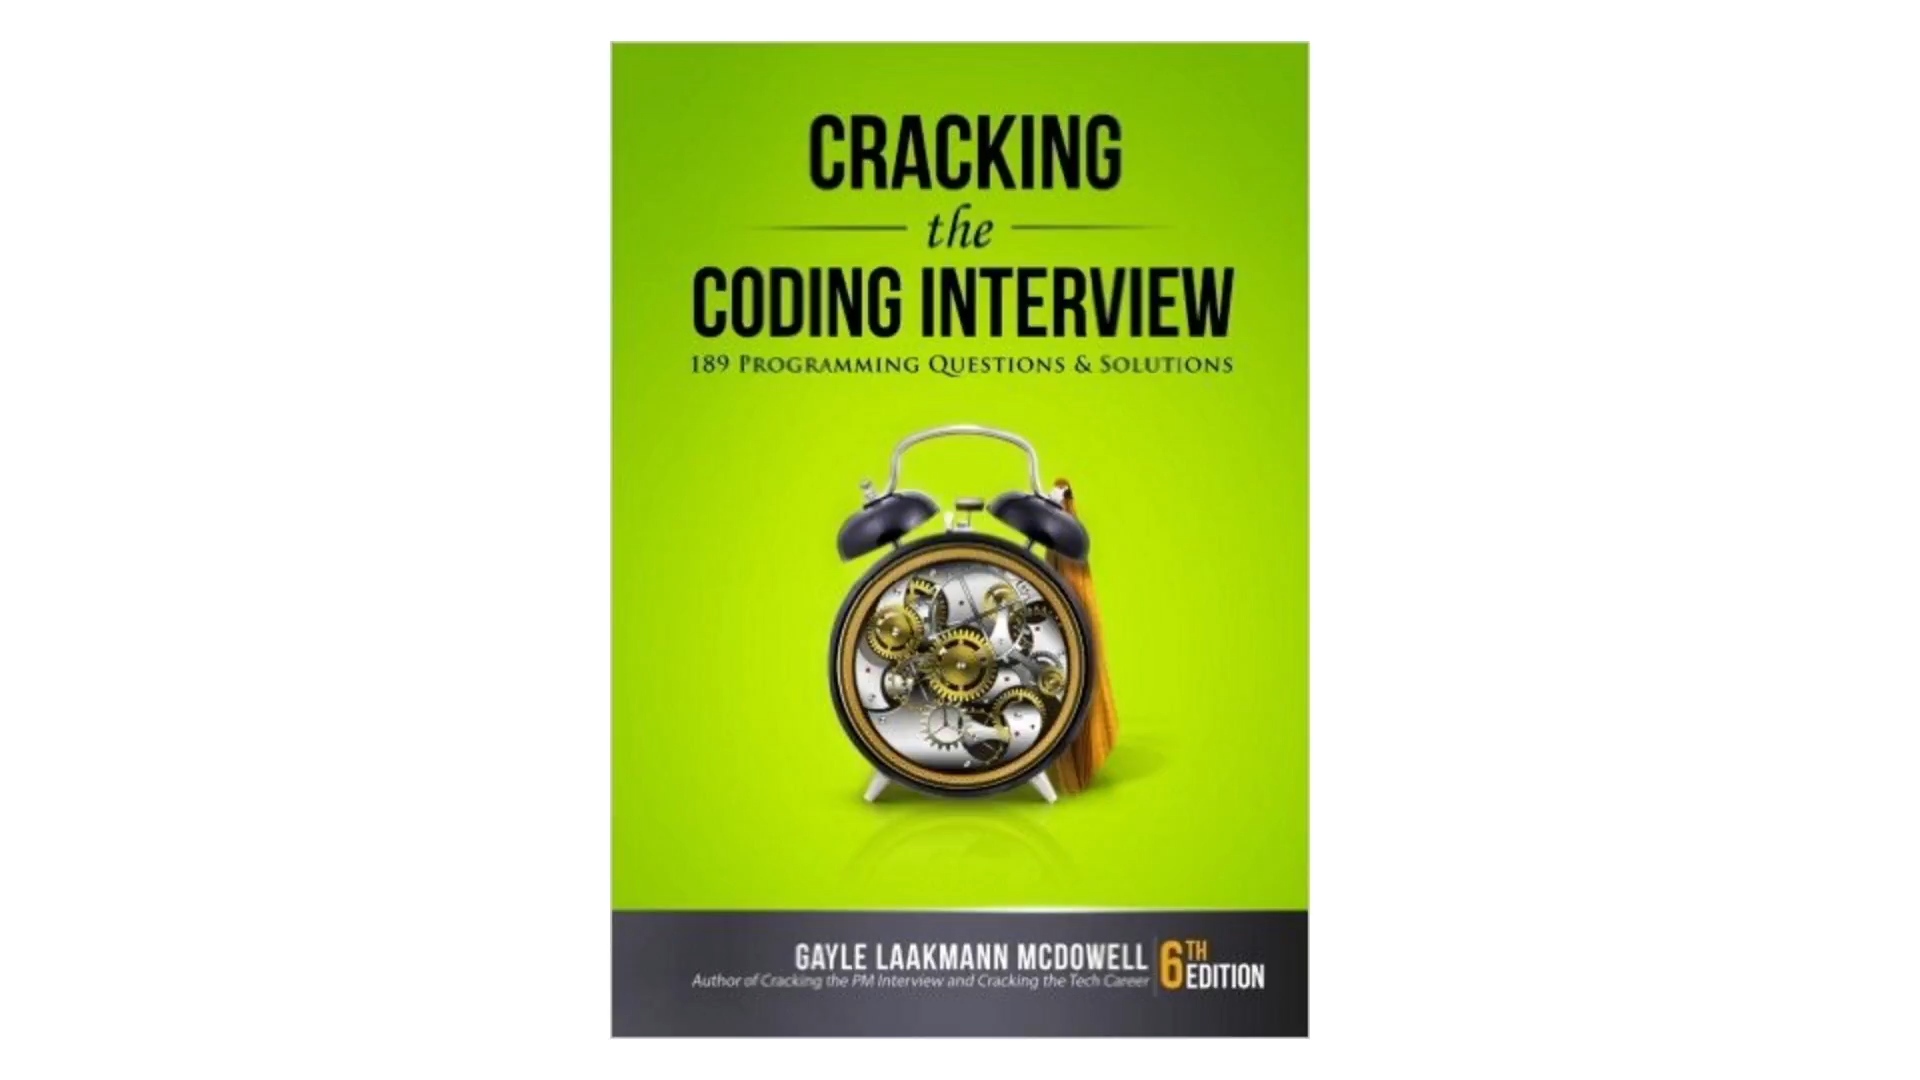 CRACKING
the
CODING INTERVIEW
189 PROGRAMMING QUESTIONS & SOLUTIONS
GAYLE LAAKMANN MCDOWELL
Author of Cracking the PM Interview and Cracking the Tech Career
6TH EDITION